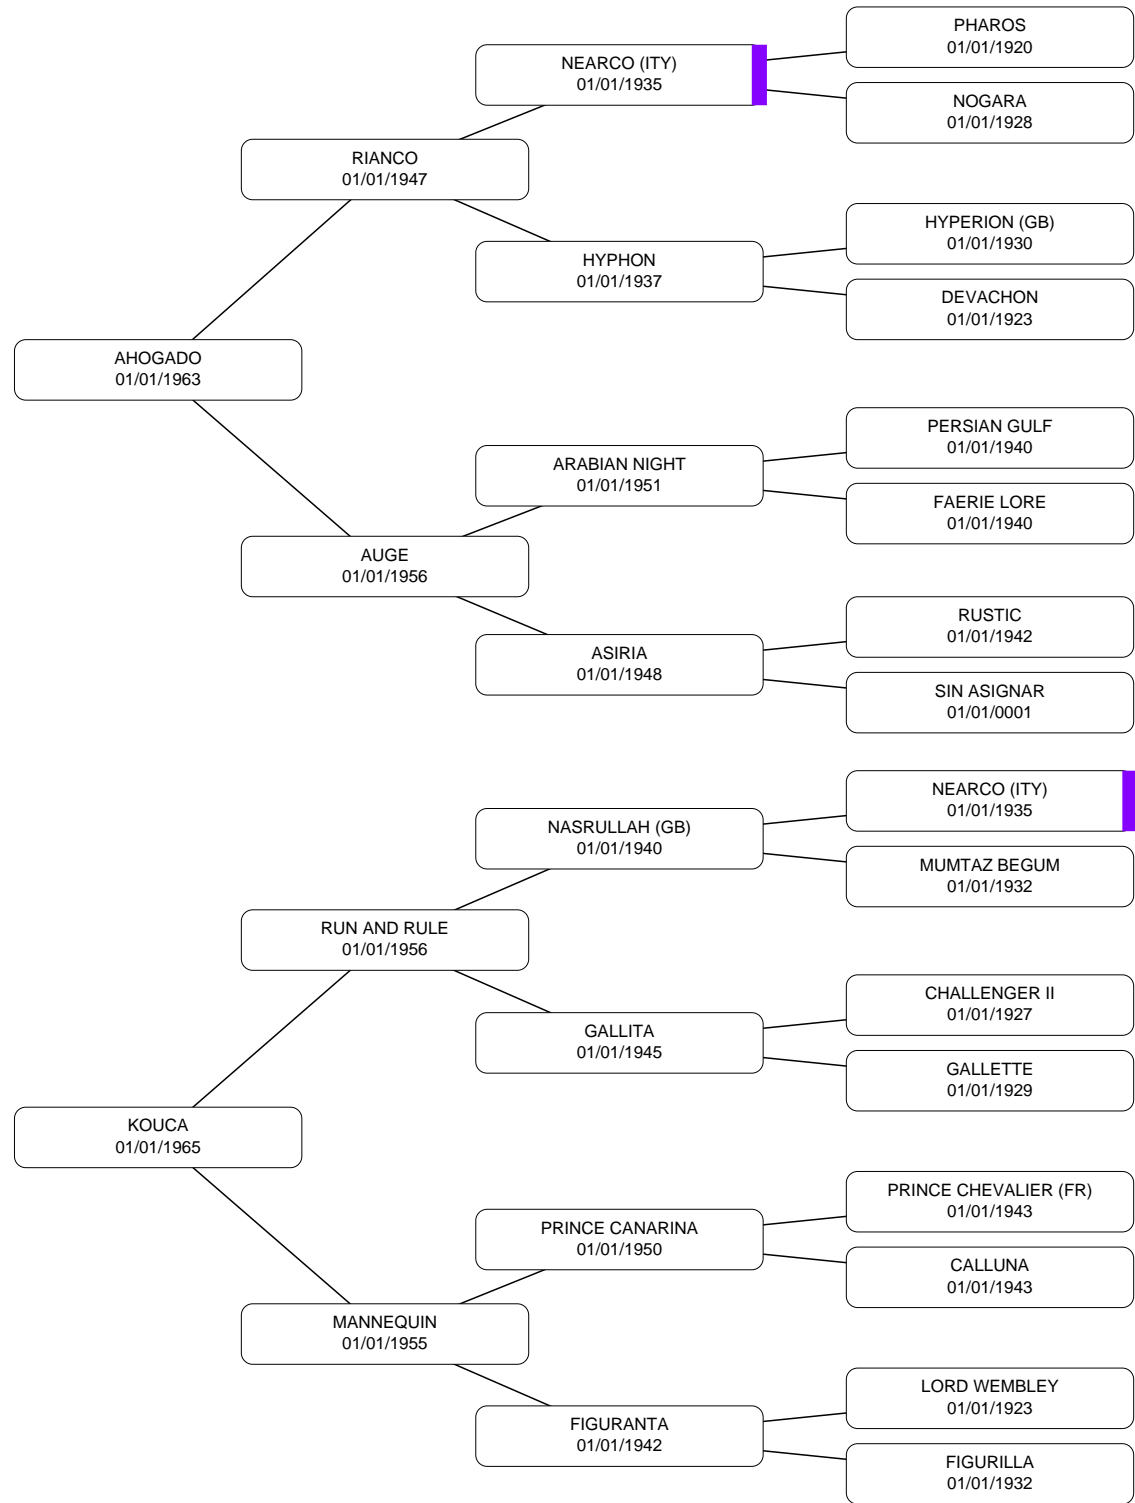 PHAROS
01/01/1920
NEARCO (ITY)
01/01/1935
NOGARA
01/01/1928
RIANCO
01/01/1947
HYPERION (GB)
01/01/1930
HYPHON
01/01/1937
DEVACHON
01/01/1923
AHOGADO
01/01/1963
PERSIAN GULF
01/01/1940
ARABIAN NIGHT
01/01/1951
FAERIE LORE
01/01/1940
AUGE
01/01/1956
RUSTIC
01/01/1942
ASIRIA
01/01/1948
SIN ASIGNAR
01/01/0001
NEARCO (ITY)
01/01/1935
NASRULLAH (GB)
01/01/1940
MUMTAZ BEGUM
01/01/1932
RUN AND RULE
01/01/1956
CHALLENGER II
01/01/1927
GALLITA
01/01/1945
GALLETTE
01/01/1929
KOUCA
01/01/1965
PRINCE CHEVALIER (FR)
01/01/1943
PRINCE CANARINA
01/01/1950
CALLUNA
01/01/1943
MANNEQUIN
01/01/1955
LORD WEMBLEY
01/01/1923
FIGURANTA
01/01/1942
FIGURILLA
01/01/1932